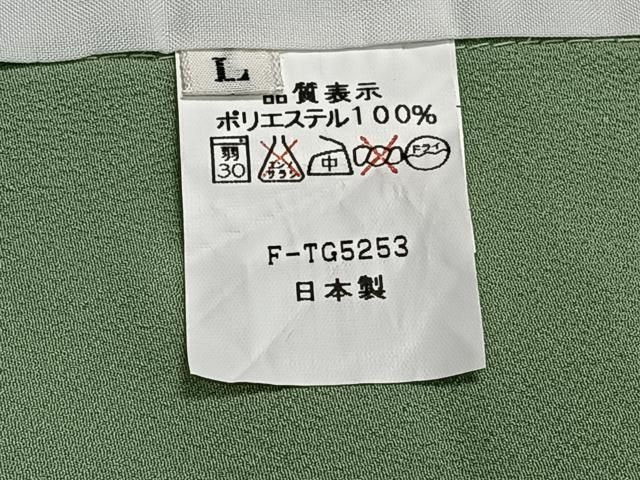 L
品質表示
ポリエステル100%
弱 30 エンソ サラシ 中 ドライ
F-TG5253
日本製